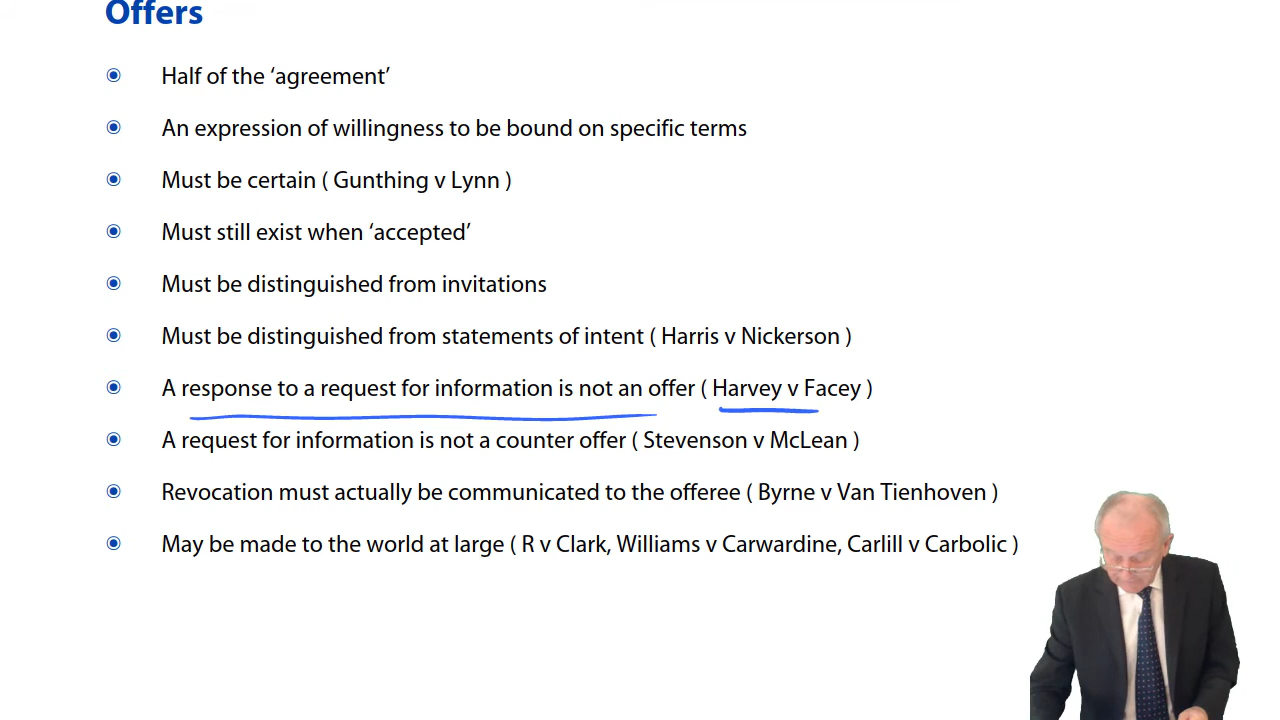 Offers
Half of the ‘agreement’
An expression of willingness to be bound on specific terms
Must be certain ( Gunthing v Lynn )
Must still exist when ‘accepted’
Must be distinguished from invitations
Must be distinguished from statements of intent ( Harris v Nickerson )
A response to a request for information is not an offer ( Harvey v Facey )
A request for information is not a counter offer ( Stevenson v McLean )
Revocation must actually be communicated to the offeree ( Byrne v Van Tienhoven )
May be made to the world at large ( R v Clark, Williams v Carwardine, Carlill v Carbolic )